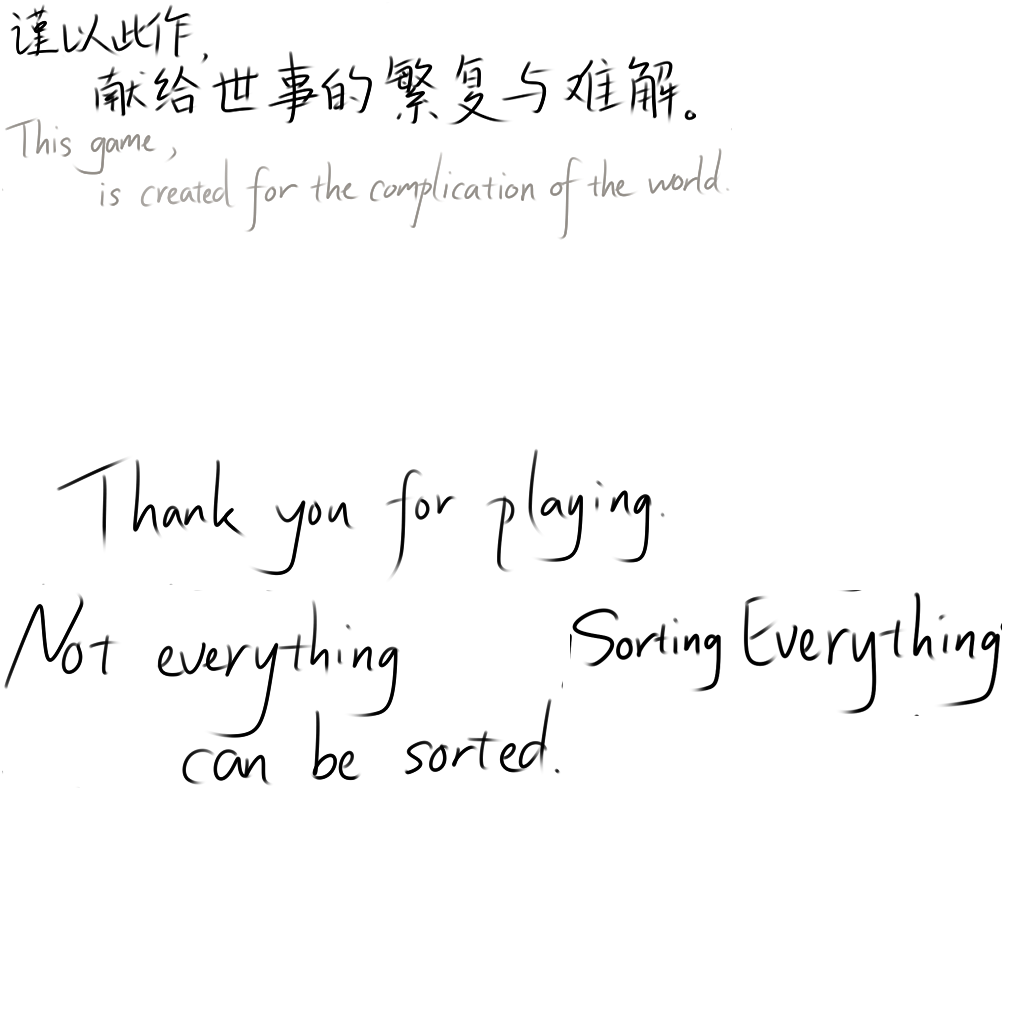 谨以此作,
献给世事的繁复与难解。
This game,
is created for the complication of the world.
Thank you for playing.
Not everything
can be sorted.
Sorting Everything